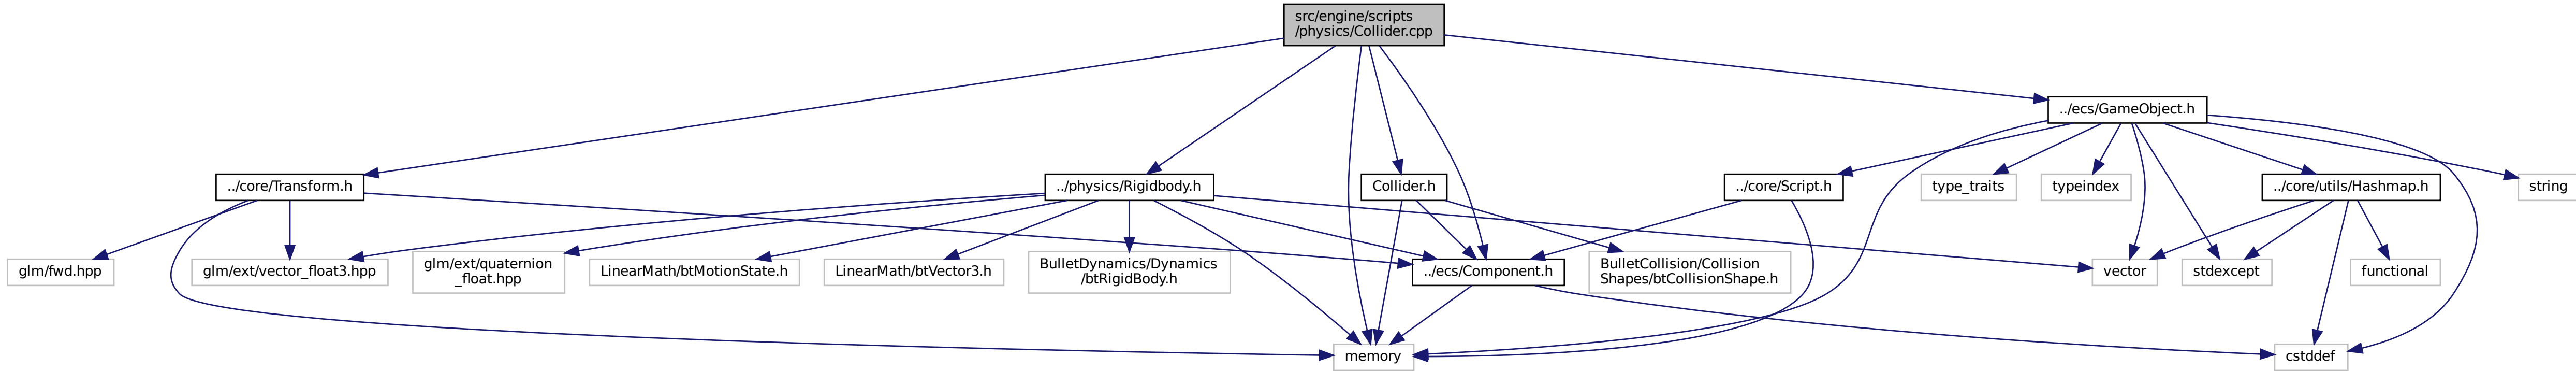 src/engine/scripts
/physics/Collider.cpp
../ecs/GameObject.h
../core/Transform.h
../physics/Rigidbody.h
Collider.h
../core/Script.h
type_traits
typeindex
../core/utils/Hashmap.h
string
glm/fwd.hpp
glm/ext/vector_float3.hpp
glm/ext/quaternion
_float.hpp
LinearMath/btMotionState.h
LinearMath/btVector3.h
BulletDynamics/Dynamics
/btRigidBody.h
../ecs/Component.h
BulletCollision/Collision
Shapes/btCollisionShape.h
vector
stdexcept
functional
memory
cstddef